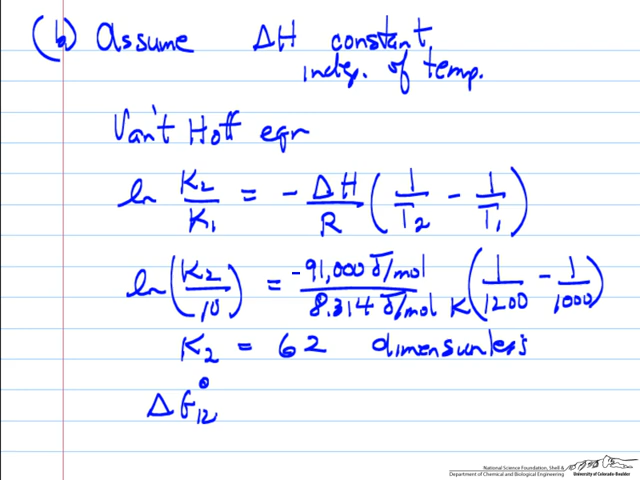 (b) Assume ΔH constant,
indep. of temp.
Van't Hoff eqn
ln K₂/K₁ = - ΔH/R (1/T₂ - 1/T₁)
ln(K₂/10) = -91,000 J/mol / 8.314 J/mol K (1/1200 - 1/1000)
K₂ = 62 dimensunless
ΔG°₁₂
National Science Foundation, Shell &
Department of Chemical and Biological Engineering
University of Colorado-Boulder